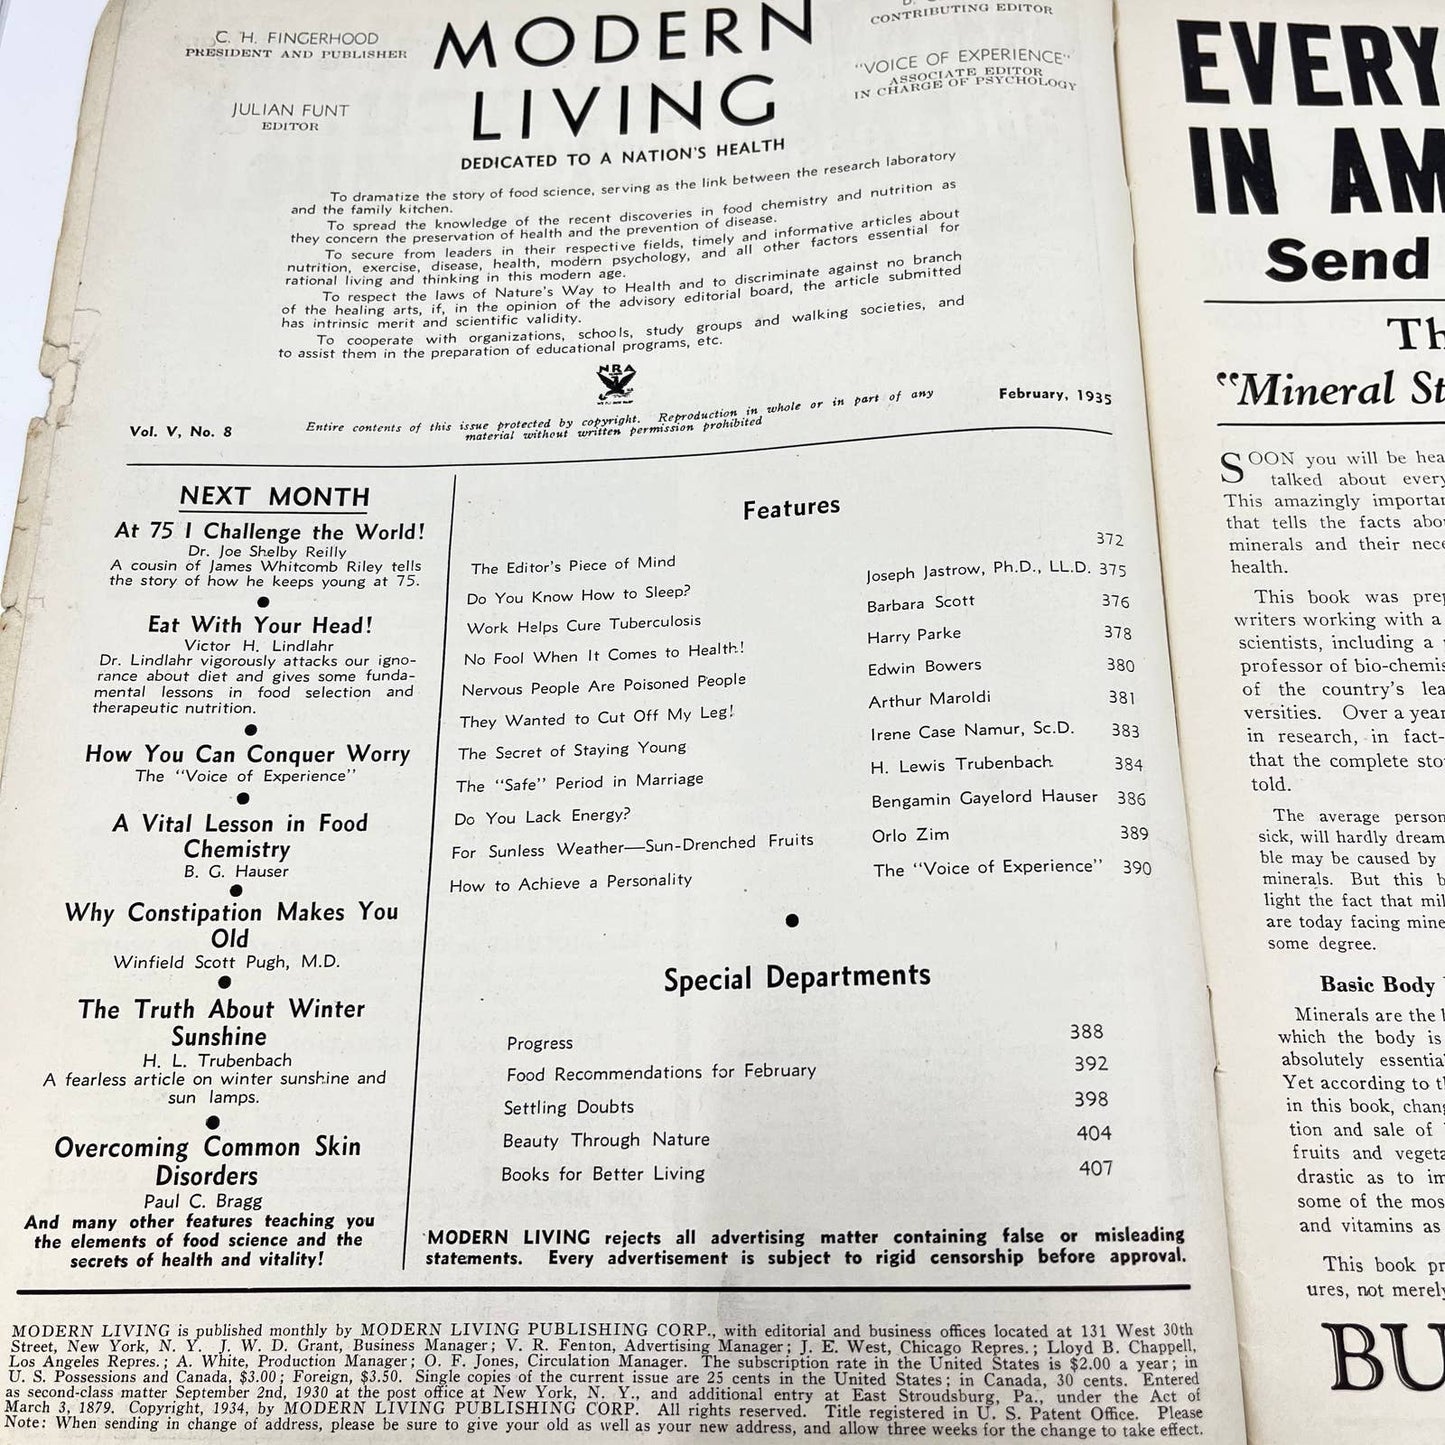 C. H. FINGERHOOD
PRESIDENT AND PUBLISHER
JULIAN FUNT
EDITOR
MODERN
LIVING
DEDICATED TO A NATION'S HEALTH
CONTRIBUTING EDITOR
"VOICE OF EXPERIENCE"
ASSOCIATE EDITOR
IN CHARGE OF PSYCHOLOGY
To dramatize the story of food science, serving as the link between the research laboratory
and the family kitchen.
To spread the knowledge of the recent discoveries in food chemistry and nutrition as
they concern the preservation of health and the prevention of disease.
To secure from leaders in their respective fields, timely and informative articles about
nutrition, exercise, disease, health, modern psychology, and all other factors essential for
rational living and thinking in this modern age.
To respect the laws of Nature's Way to Health and to discriminate against no branch
of the healing arts, if, in the opinion of the advisory editorial board, the article submitted
has intrinsic merit and scientific validity.
To cooperate with organizations, schools, study groups and walking societies, and
to assist them in the preparation of educational programs, etc.
NRA
Vol. V, No. 8
Entire contents of this issue protected by copyright. Reproduction in whole or in part of any
material without written permission prohibited
February, 1935
NEXT MONTH
At 75 I Challenge the World!
Dr. Joe Shelby Reilly
A cousin of James Whitcomb Riley tells
the story of how he keeps young at 75.
Eat With Your Head!
Victor H. Lindlahr
Dr. Lindlahr vigorously attacks our igno-
rance about diet and gives some funda-
mental lessons in food selection and
therapeutic nutrition.
How You Can Conquer Worry
The "Voice of Experience"
A Vital Lesson in Food
Chemistry
B. G. Hauser
Why Constipation Makes You
Old
Winfield Scott Pugh, M.D.
The Truth About Winter
Sunshine
H. L. Trubenbach
A fearless article on winter sunshine and
sun lamps.
Overcoming Common Skin
Disorders
Paul C. Bragg
And many other features teaching you
the elements of food science and the
secrets of health and vitality!
Features
The Editor's Piece of Mind 372
Do You Know How to Sleep? Joseph Jastrow, Ph.D., LL.D. 375
Work Helps Cure Tuberculosis Barbara Scott 376
No Fool When It Comes to Health! Harry Parke 378
Nervous People Are Poisoned People Edwin Bowers 380
They Wanted to Cut Off My Leg! Arthur Maroldi 381
The Secret of Staying Young Irene Case Namur, Sc.D. 383
The "Safe" Period in Marriage H. Lewis Trubenbach 384
Do You Lack Energy? Bengamin Gayelord Hauser 386
For Sunless Weather—Sun-Drenched Fruits Orlo Zim 389
How to Achieve a Personality The "Voice of Experience" 390
Special Departments
Progress 388
Food Recommendations for February 392
Settling Doubts 398
Beauty Through Nature 404
Books for Better Living 407
MODERN LIVING rejects all advertising matter containing false or misleading
statements. Every advertisement is subject to rigid censorship before approval.
MODERN LIVING is published monthly by MODERN LIVING PUBLISHING CORP., with editorial and business offices located at 131 West 30th
Street, New York, N. Y. J. W. D. Grant, Business Manager; V. R. Fenton, Advertising Manager; J. E. West, Chicago Repres.; Lloyd B. Chappell,
Los Angeles Repres.; A. White, Production Manager; O. F. Jones, Circulation Manager. The subscription rate in the United States is $2.00 a year; in
U. S. Possessions and Canada, $3.00; Foreign, $3.50. Single copies of the current issue are 25 cents in the United States; in Canada, 30 cents. Entered
as second-class matter September 2nd, 1930 at the post office at New York, N. Y., and additional entry at East Stroudsburg, Pa., under the Act of
March 3, 1879. Copyright, 1934, by MODERN LIVING PUBLISHING CORP. All rights reserved. Title registered in U. S. Patent Office. Please
Note: When sending in change of address, please be sure to give your old as well as your new address, and allow three weeks for the change to take effect.
EVERY
IN AM
Send
Th
"Mineral St
SOON you will be hea
talked about every
This amazingly importan
that tells the facts abo
minerals and their nece
health.
This book was prep
writers working with a
scientists, including a
professor of bio-chemis
of the country's lea
versities. Over a year
in research, in fact-
that the complete sto
told.
The average person
sick, will hardly dream
ble may be caused by
minerals. But this b
light the fact that mil
are today facing mine
some degree.
Basic Body
Minerals are the b
which the body is
absolutely essentia
Yet according to th
in this book, chang
tion and sale of
fruits and vegeta
drastic as to im
some of the mos
and vitamins as
This book pr
ures, not merely
BU